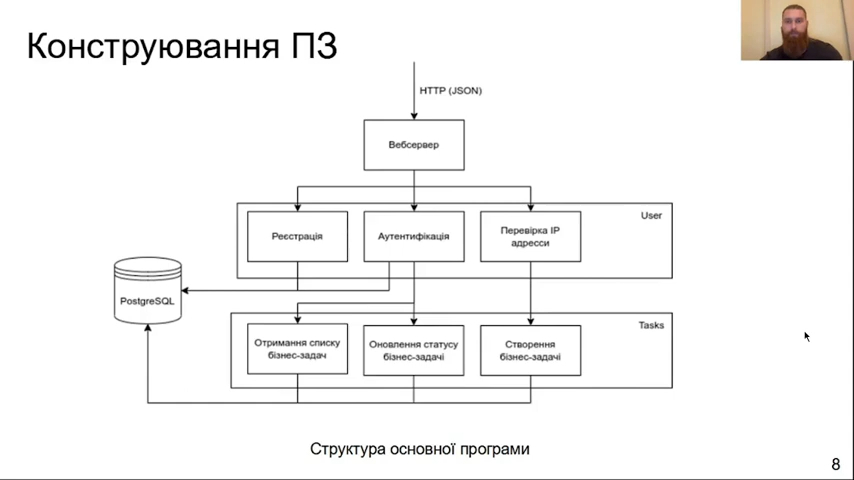 Конструювання ПЗ
HTTP (JSON)
Вебсервер
User
Реєстрація
Аутентифікація
Перевірка IP
адресси
PostgreSQL
Tasks
Отримання списку
бізнес-задач
Оновлення статусу
бізнес-задачі
Створення
бізнес-задачі
Структура основної програми
8